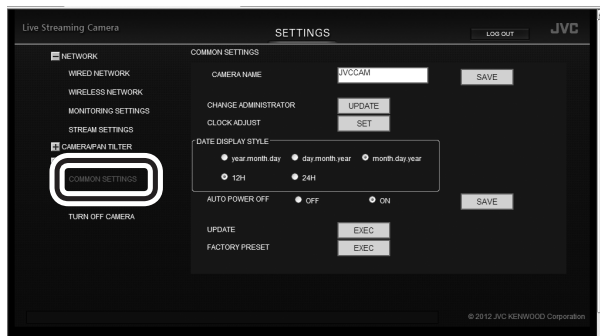 Live Streaming Camera
SETTINGS
LOG OUT
JVC
NETWORK
WIRED NETWORK
WIRELESS NETWORK
MONITORING SETTINGS
STREAM SETTINGS
CAMERA/PAN TILTER
COMMON SETTINGS
TURN OFF CAMERA
COMMON SETTINGS
CAMERA NAME JVCCAM SAVE
CHANGE ADMINISTRATOR UPDATE
CLOCK ADJUST SET
DATE DISPLAY STYLE
year.month.day day.month.year month.day.year
12H 24H
AUTO POWER OFF OFF ON SAVE
UPDATE EXEC
FACTORY PRESET EXEC
© 2012 JVC KENWOOD Corporation